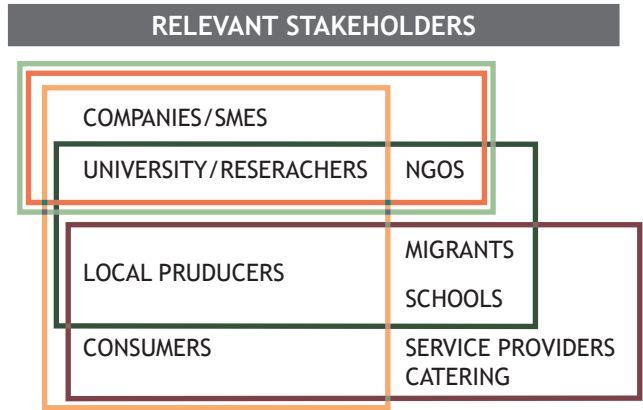 RELEVANT STAKEHOLDERS
COMPANIES/SMES
UNIVERSITY/RESERACHERS
NGOS
LOCAL PRUDUCERS
MIGRANTS
SCHOOLS
CONSUMERS
SERVICE PROVIDERS
CATERING